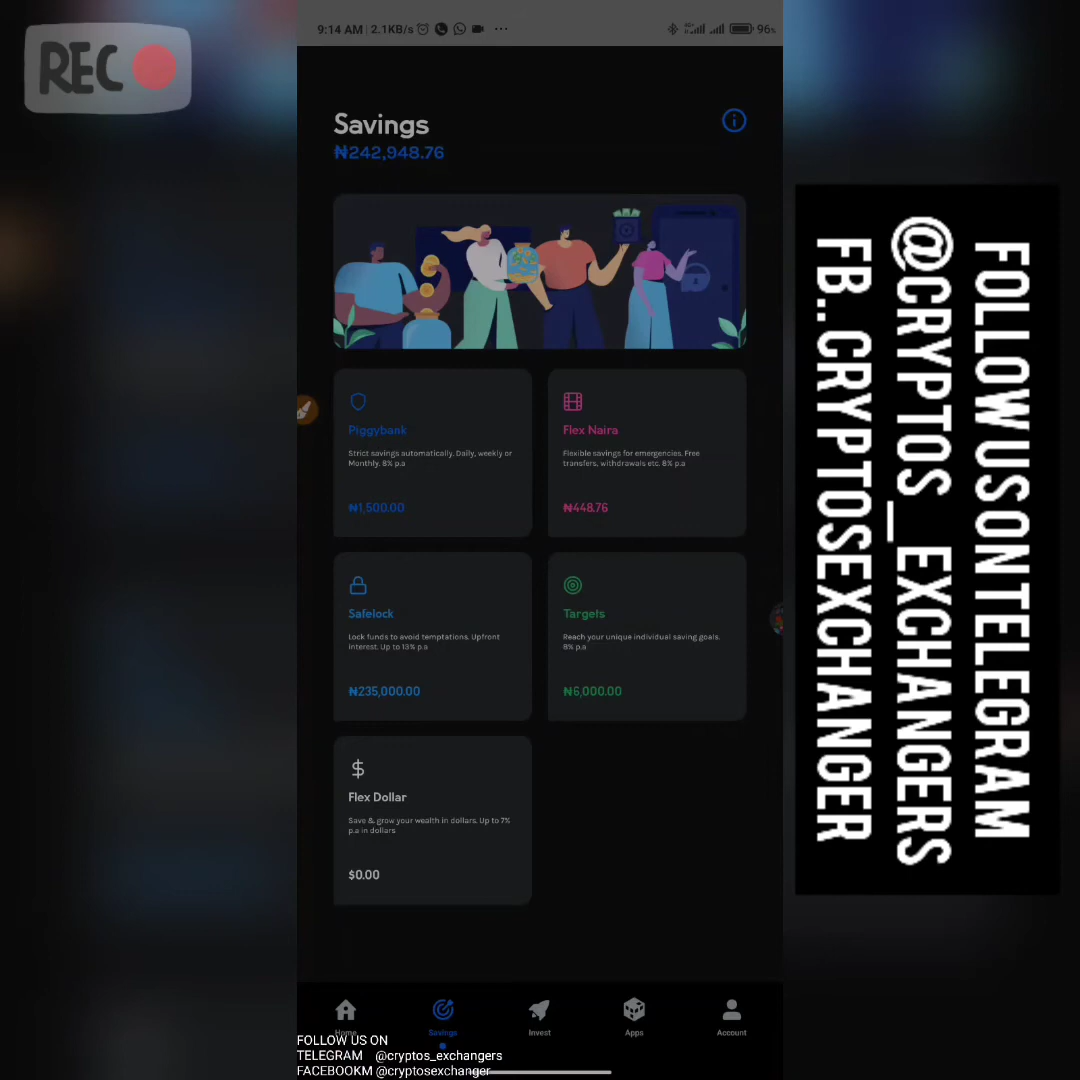 REC
9:14 AM | 2.1KB/s
96%
Savings
₦242,948.76
Piggybank
Strict savings automatically. Daily, weekly or
Monthly. 8% p.a
₦1,500.00
Flex Naira
Flexible savings for emergencies. Free
transfers, withdrawals etc. 8% p.a
₦448.76
Safelock
Lock funds to avoid temptations. Upfront
interest. Up to 13% p.a
₦235,000.00
Targets
Reach your unique individual saving goals.
8% p.a
₦6,000.00
$
Flex Dollar
Save & grow your wealth in dollars. Up to 7%
p.a in dollars
$0.00
Home
Savings
Invest
Apps
Account
FOLLOW US ON
TELEGRAM @cryptos_exchangers
FACEBOOKM @cryptosexchanger
FOLLOW US ON TELEGRAM
@CRYPTOS_EXCHANGERS
FB.. CRYPTOSEXCHANGER